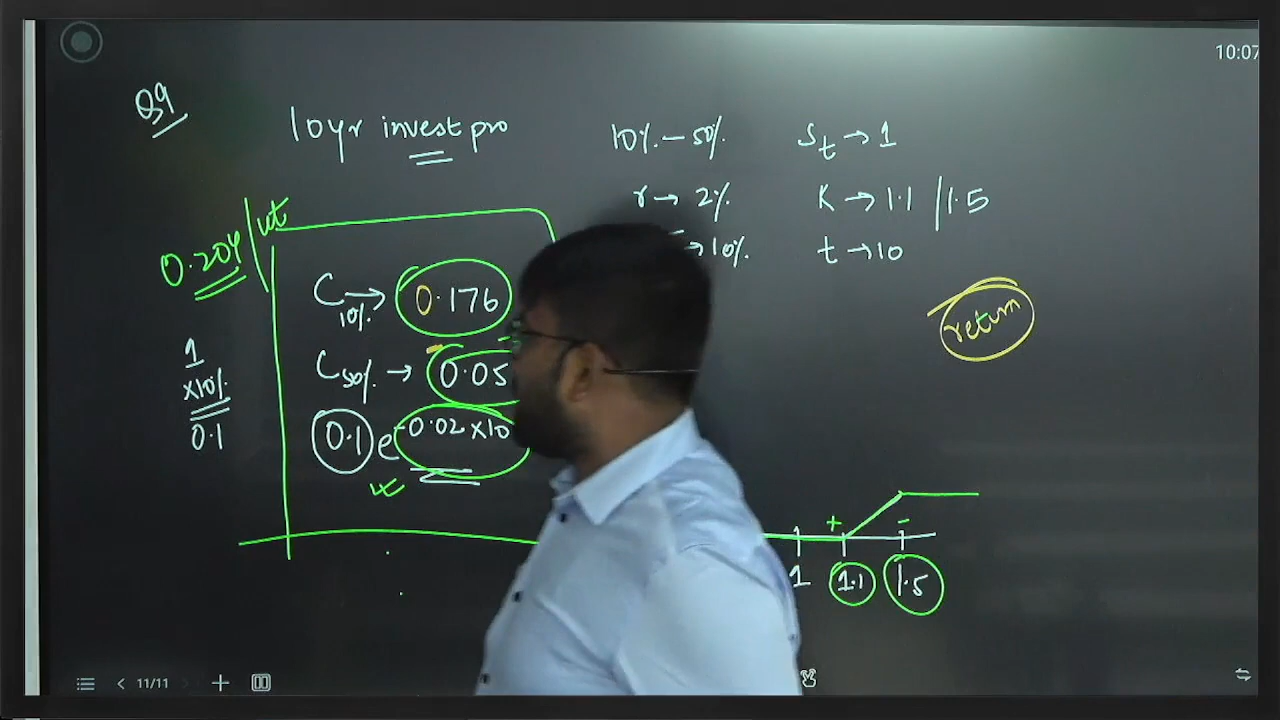 10:07
Q9
10yr invest pro
10% – 50%
St → 1
r → 2%
K → 1.1 / 1.5
→ 10%
t → 10
0.204 / ut
C10% → 0.176
C50% → 0.05
0.1 e -0.02 × 10
1
×10%
0.1
return
+
-
1
1.1
1.5
11/11